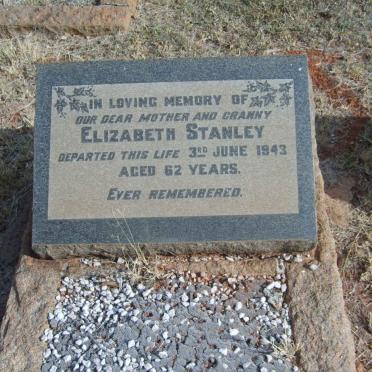 IN LOVING MEMORY OF
OUR DEAR MOTHER AND GRANNY
ELIZABETH STANLEY
DEPARTED THIS LIFE 3RD JUNE 1943
AGED 62 YEARS.
EVER REMEMBERED.